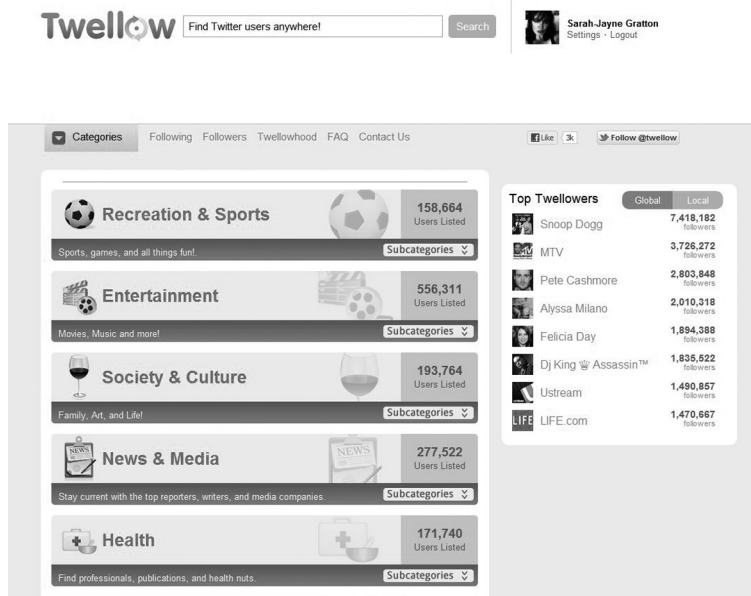 Twellow
Find Twitter users anywhere!
Search
Sarah-Jayne Gratton
Settings · Logout
Categories
Following
Followers
Twellowhood
FAQ
Contact Us
Like
3k
Follow @twellow
Recreation & Sports
158,664
Users Listed
Sports, games, and all things fun!.
Subcategories
Entertainment
556,311
Users Listed
Movies, Music and more!
Subcategories
Society & Culture
193,764
Users Listed
Family, Art, and Life!
Subcategories
NEWS
NEWS
News & Media
277,522
Users Listed
Stay current with the top reporters, writers, and media companies.
Subcategories
Health
171,740
Users Listed
Find professionals, publications, and health nuts.
Subcategories
Top Twellowers
Global
Local
Snoop Dogg
7,418,182
followers
MTV
3,726,272
followers
Pete Cashmore
2,803,848
followers
Alyssa Milano
2,010,318
followers
Felicia Day
1,894,388
followers
Dj King ♕ Assassin™
1,835,522
followers
Ustream
1,490,857
followers
LIFE
LIFE.com
1,470,667
followers